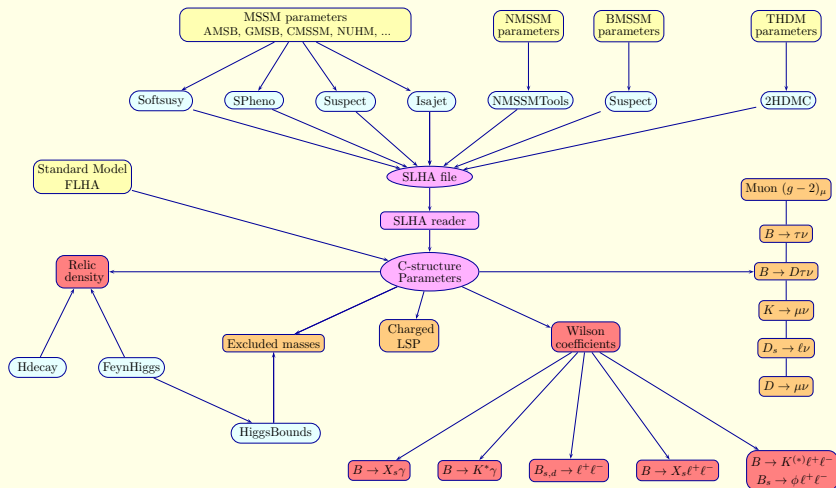 MSSM parameters
AMSB, GMSB, CMSSM, NUHM, ...
NMSSM
parameters
BMSSM
parameters
THDM
parameters
Softsusy
SPheno
Suspect
Isajet
NMSSMTools
Suspect
2HDMC
Standard Model
FLHA
SLHA file
Muon (g − 2)μ
SLHA reader
B → τν
Relic
density
C-structure
Parameters
B → Dτν
K → μν
Excluded masses
Charged
LSP
Wilson
coefficients
Dₛ → ℓν
Hdecay
FeynHiggs
D → μν
HiggsBounds
B → Xₛγ
B → K*γ
B_{s,d} → ℓ⁺ℓ⁻
B → Xₛℓ⁺ℓ⁻
B → K⁽*⁾ℓ⁺ℓ⁻
Bₛ → φ ℓ⁺ℓ⁻